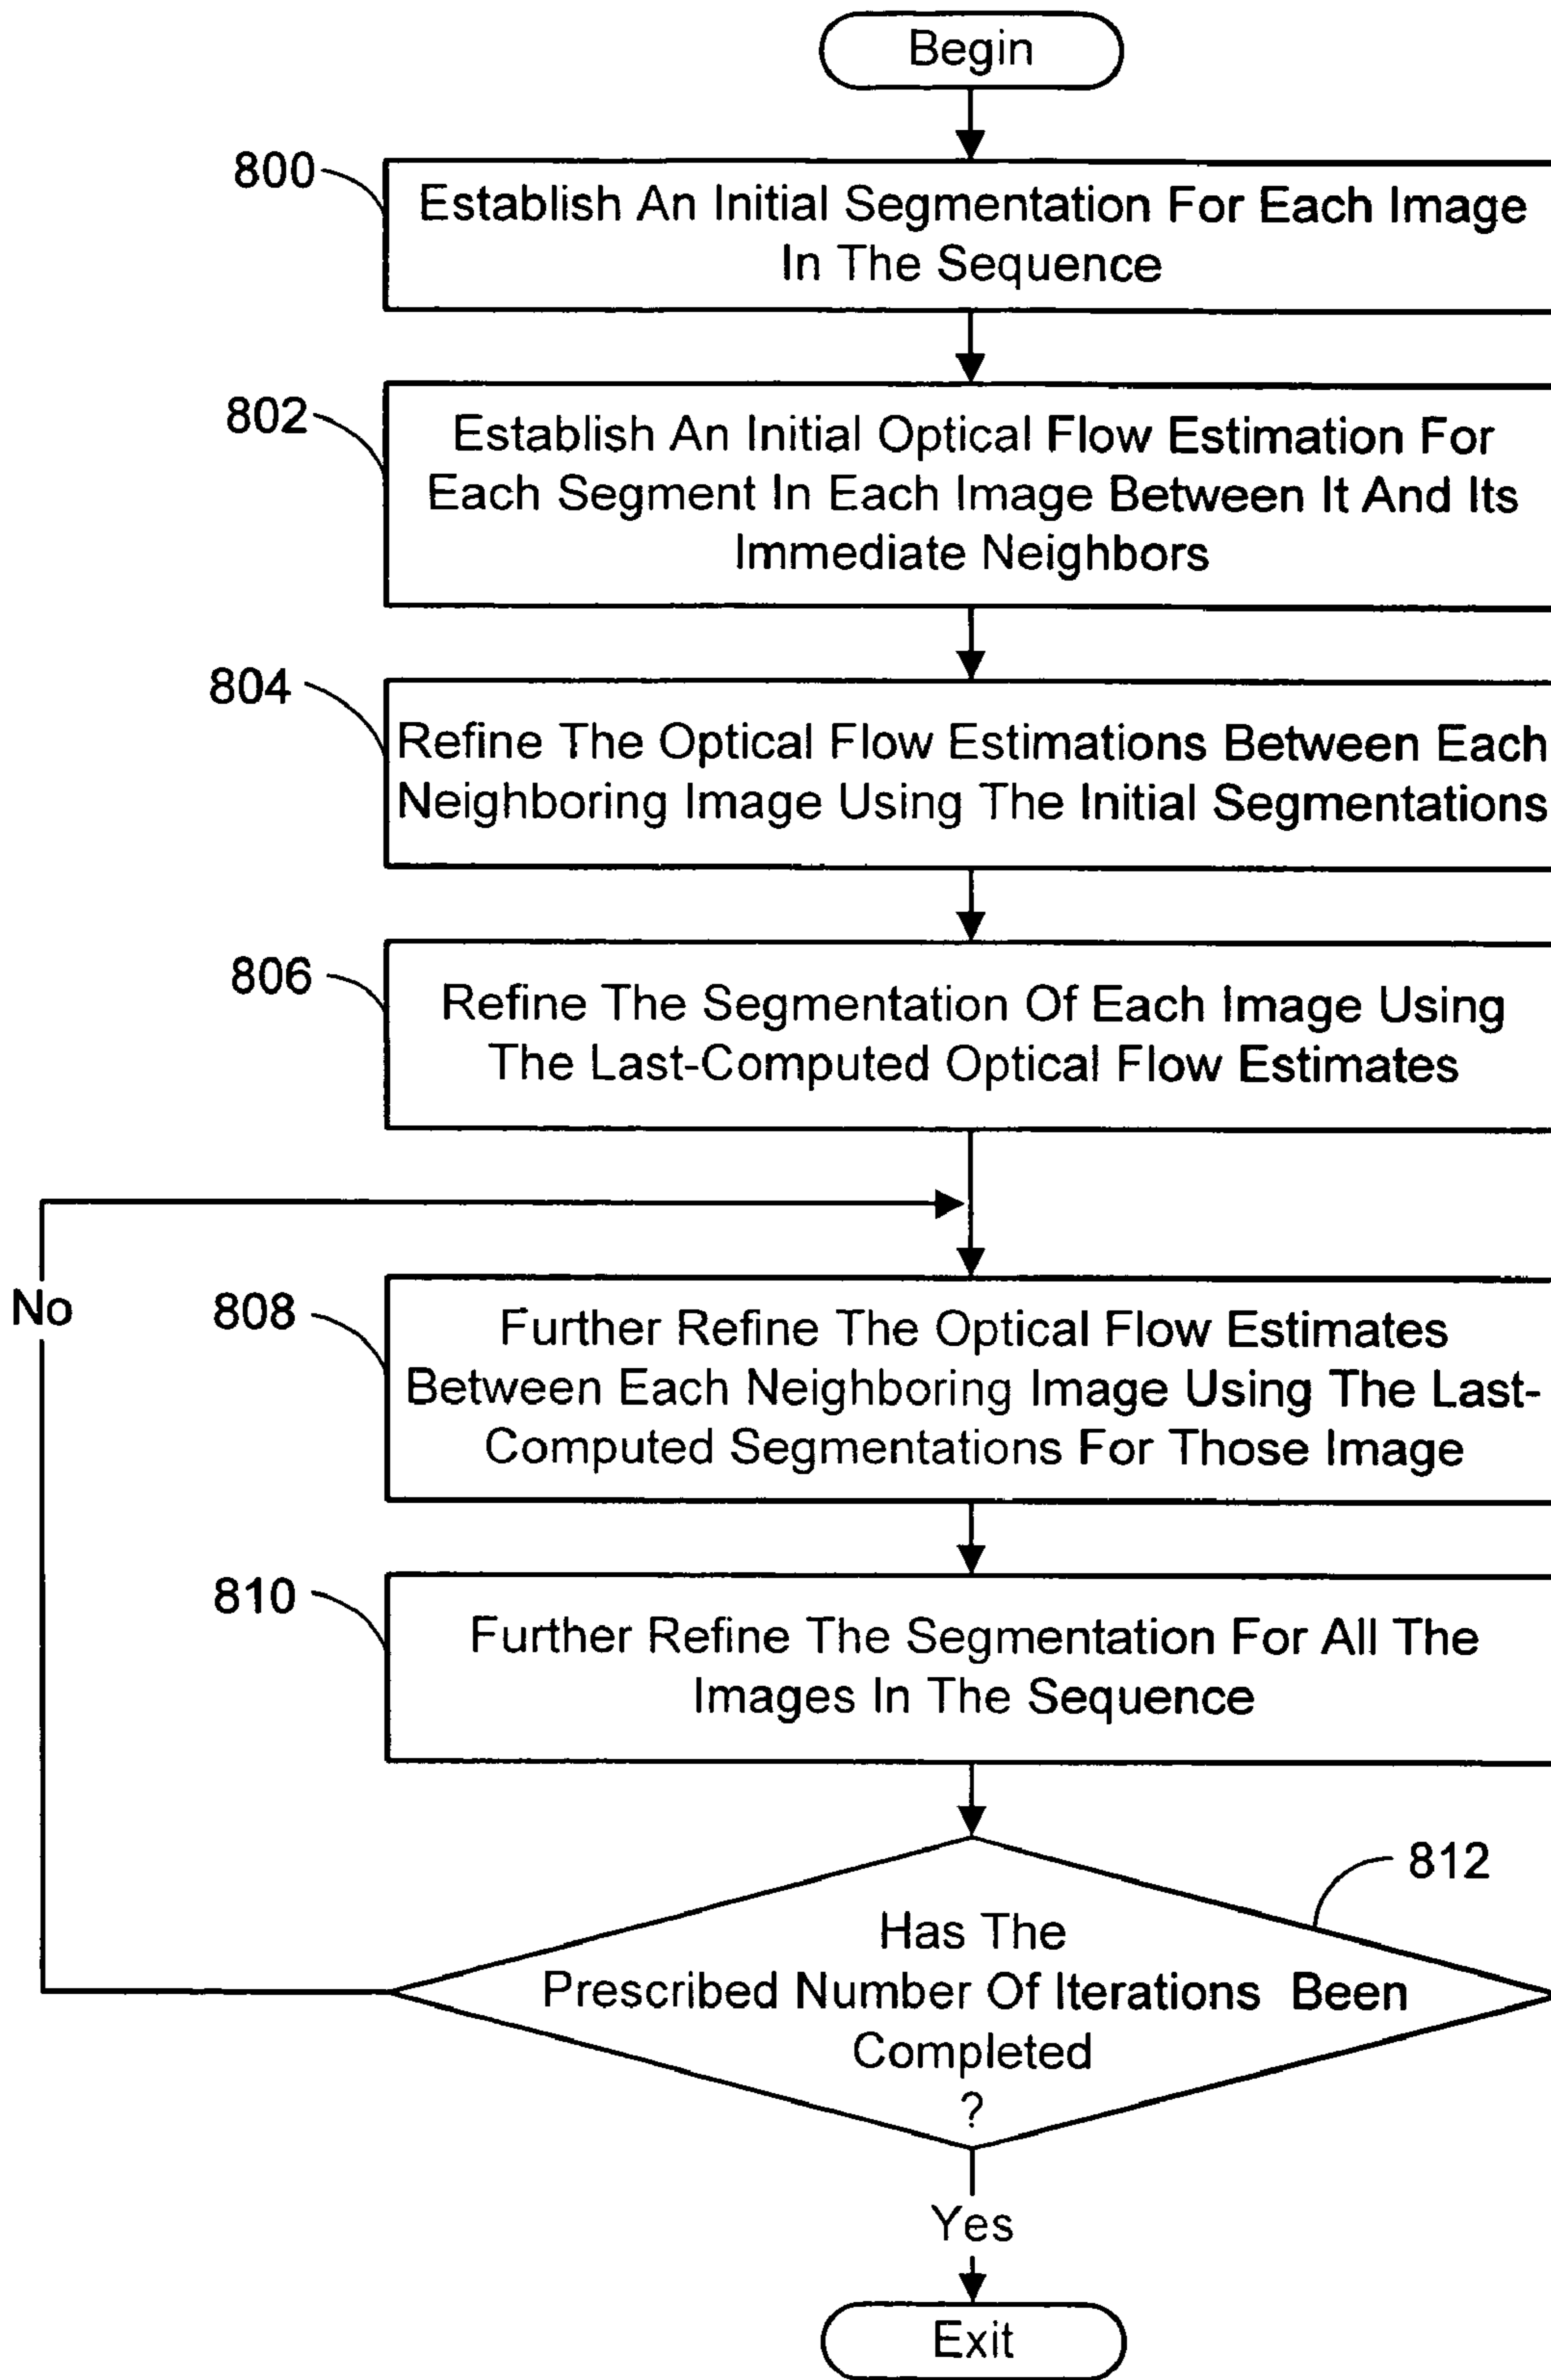 Begin
800
Establish An Initial Segmentation For Each Image
In The Sequence
802
Establish An Initial Optical Flow Estimation For
Each Segment In Each Image Between It And Its
Immediate Neighbors
804
Refine The Optical Flow Estimations Between Each
Neighboring Image Using The Initial Segmentations
806
Refine The Segmentation Of Each Image Using
The Last-Computed Optical Flow Estimates
No
808
Further Refine The Optical Flow Estimates
Between Each Neighboring Image Using The Last-
Computed Segmentations For Those Image
810
Further Refine The Segmentation For All The
Images In The Sequence
812
Has The
Prescribed Number Of Iterations Been
Completed
?
Yes
Exit